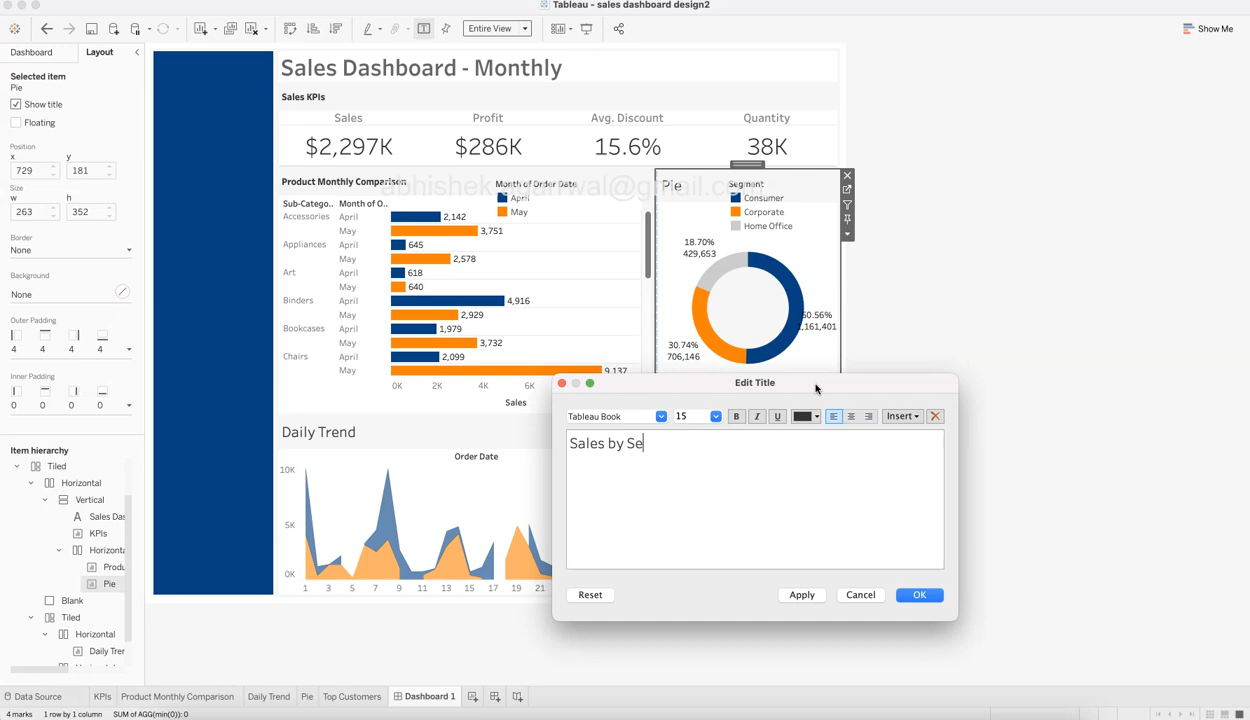 Tableau - sales dashboard design2
Entire View
Show Me
Dashboard
Layout
Selected item
Pie
Show title
Floating
Position
x
y
729
181
Size
w
h
263
352
Border
None
Background
None
Outer Padding
4
4
4
4
Inner Padding
0
0
0
0
Item hierarchy
Tiled
Horizontal
Vertical
A Sales Das
KPIs
Horizonta
Produ
Pie
Blank
Tiled
Horizontal
Daily Trer
Sales Dashboard - Monthly
Sales KPIs
Sales
Profit
Avg. Discount
Quantity
$2,297K
$286K
15.6%
38K
Product Monthly Comparison
Month of Order Date
April
May
Sub-Catego..
Month of O..
Accessories
April
2,142
May
3,751
Appliances
April
645
May
2,578
Art
April
618
May
640
Binders
April
4,916
May
2,929
Bookcases
April
1,979
May
3,732
Chairs
April
2,099
May
9,137
0K
2K
4K
6K
Sales
Pie
Segment
Consumer
Corporate
Home Office
18.70%
429,653
30.74%
706,146
Daily Trend
Order Date
10K
5K
0K
1
3
5
7
9
11
13
15
17
19
21
Edit Title
Tableau Book
15
B
I
U
Insert
Sales by Se
Reset
Apply
Cancel
OK
Data Source
KPIs
Product Monthly Comparison
Daily Trend
Pie
Top Customers
Dashboard 1
4 marks
1 row by 1 column
SUM of AGG(min(0)): 0